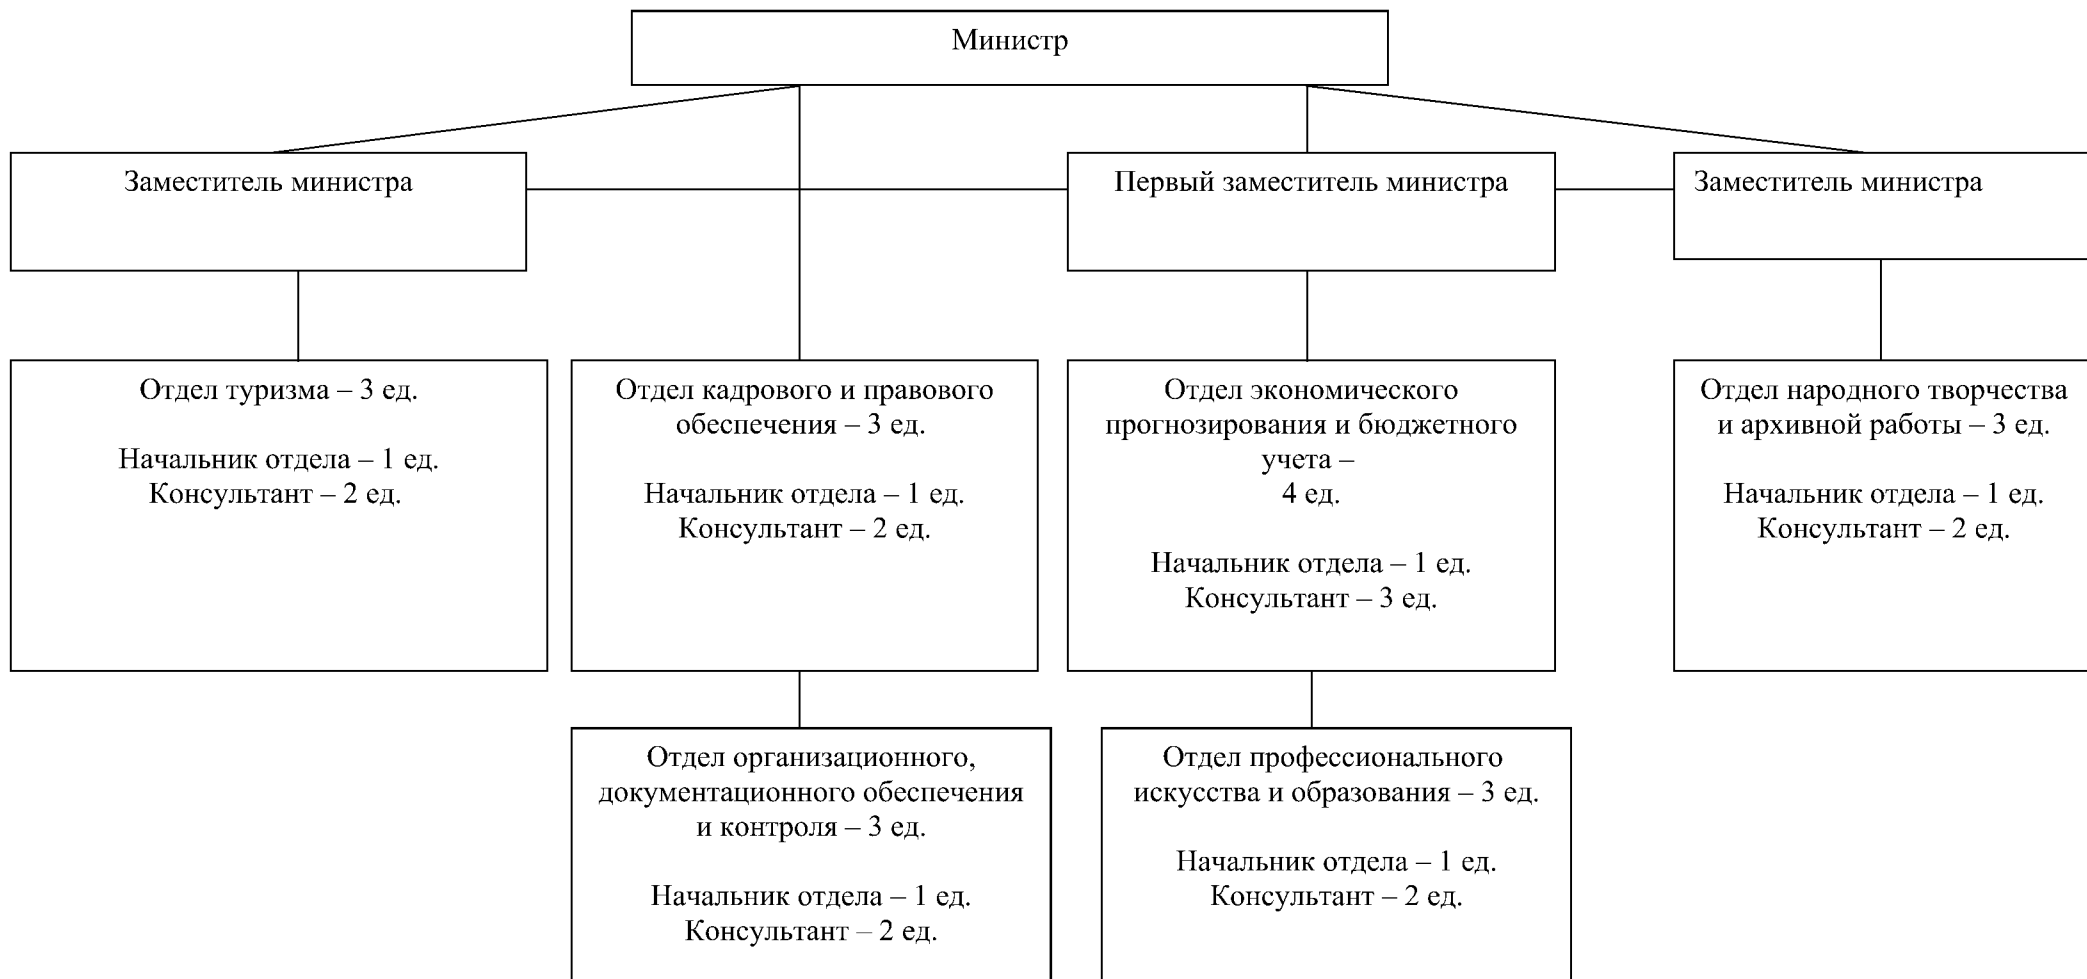 Министр
Заместитель министра
Первый заместитель министра
Заместитель министра
Отдел туризма – 3 ед.
Начальник отдела – 1 ед.
Консультант – 2 ед.
Отдел кадрового и правового
обеспечения – 3 ед.
Начальник отдела – 1 ед.
Консультант – 2 ед.
Отдел экономического
прогнозирования и бюджетного
учета –
4 ед.
Начальник отдела – 1 ед.
Консультант – 3 ед.
Отдел народного творчества
и архивной работы – 3 ед.
Начальник отдела – 1 ед.
Консультант – 2 ед.
Отдел организационного,
документационного обеспечения
и контроля – 3 ед.
Начальник отдела – 1 ед.
Консультант – 2 ед.
Отдел профессионального
искусства и образования – 3 ед.
Начальник отдела – 1 ед.
Консультант – 2 ед.